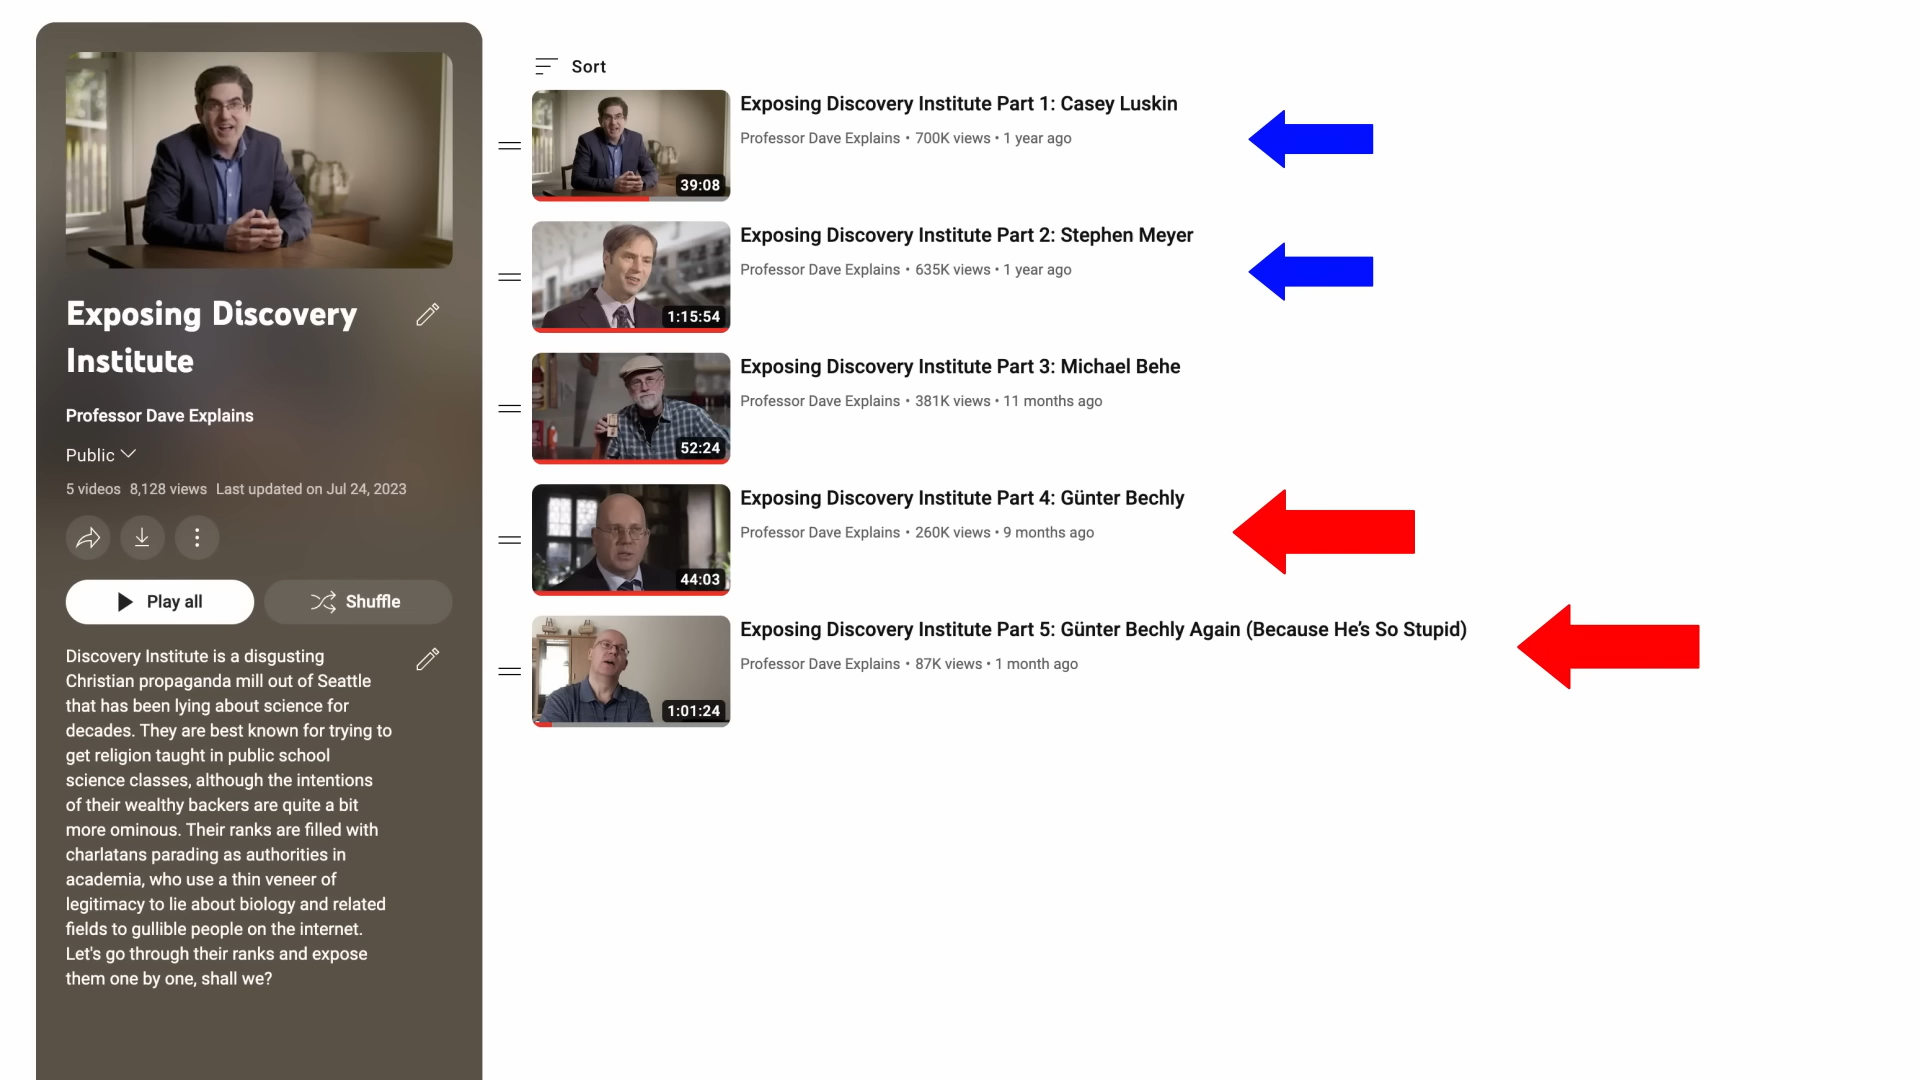 Exposing Discovery
Institute
Professor Dave Explains
Public
5 videos 8,128 views Last updated on Jul 24, 2023
Play all
Shuffle
Discovery Institute is a disgusting
Christian propaganda mill out of Seattle
that has been lying about science for
decades. They are best known for trying to
get religion taught in public school
science classes, although the intentions
of their wealthy backers are quite a bit
more ominous. Their ranks are filled with
charlatans parading as authorities in
academia, who use a thin veneer of
legitimacy to lie about biology and related
fields to gullible people on the internet.
Let's go through their ranks and expose
them one by one, shall we?
Sort
Exposing Discovery Institute Part 1: Casey Luskin
Professor Dave Explains • 700K views • 1 year ago
39:08
Exposing Discovery Institute Part 2: Stephen Meyer
Professor Dave Explains • 635K views • 1 year ago
1:15:54
Exposing Discovery Institute Part 3: Michael Behe
Professor Dave Explains • 381K views • 11 months ago
52:24
Exposing Discovery Institute Part 4: Günter Bechly
Professor Dave Explains • 260K views • 9 months ago
44:03
Exposing Discovery Institute Part 5: Günter Bechly Again (Because He’s So Stupid)
Professor Dave Explains • 87K views • 1 month ago
1:01:24